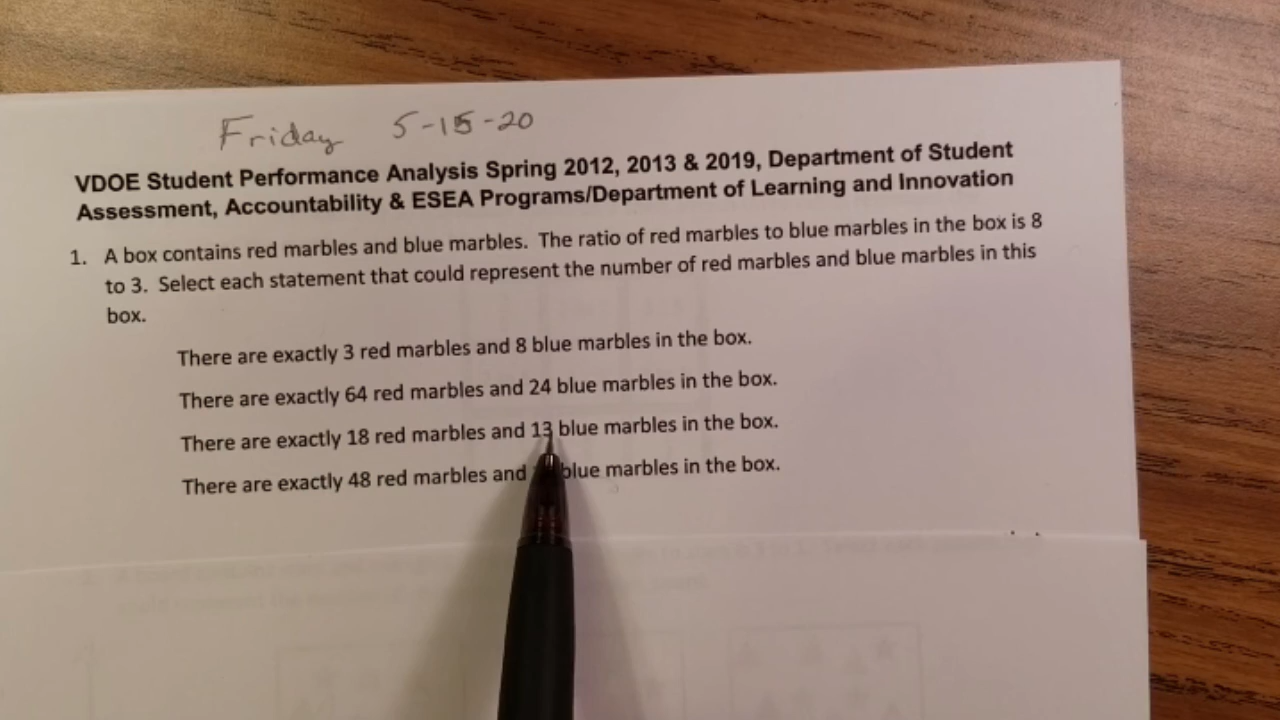 Friday 5-15-20
VDOE Student Performance Analysis Spring 2012, 2013 & 2019, Department of Student
Assessment, Accountability & ESEA Programs/Department of Learning and Innovation
1. A box contains red marbles and blue marbles. The ratio of red marbles to blue marbles in the box is 8
to 3. Select each statement that could represent the number of red marbles and blue marbles in this
box.
There are exactly 3 red marbles and 8 blue marbles in the box.
There are exactly 64 red marbles and 24 blue marbles in the box.
There are exactly 18 red marbles and 13 blue marbles in the box.
There are exactly 48 red marbles and blue marbles in the box.